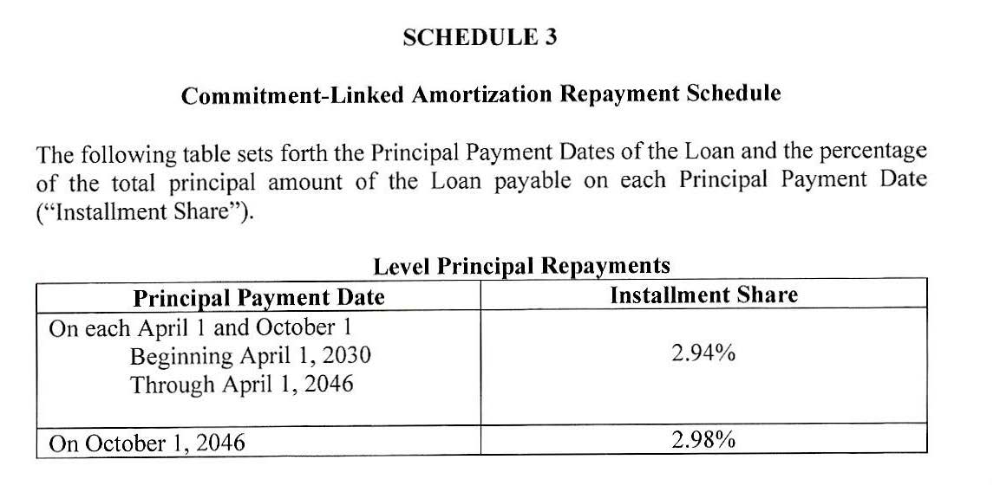 SCHEDULE 3
Commitment-Linked Amortization Repayment Schedule
The following table sets forth the Principal Payment Dates of the Loan and the percentage
of the total principal amount of the Loan payable on each Principal Payment Date
(“Installment Share”).
Level Principal Repayments
Principal Payment Date Installment Share
On each April 1 and October 1
Beginning April 1, 2030 2.94%
Through April 1, 2046
On October 1, 2046 2.98%